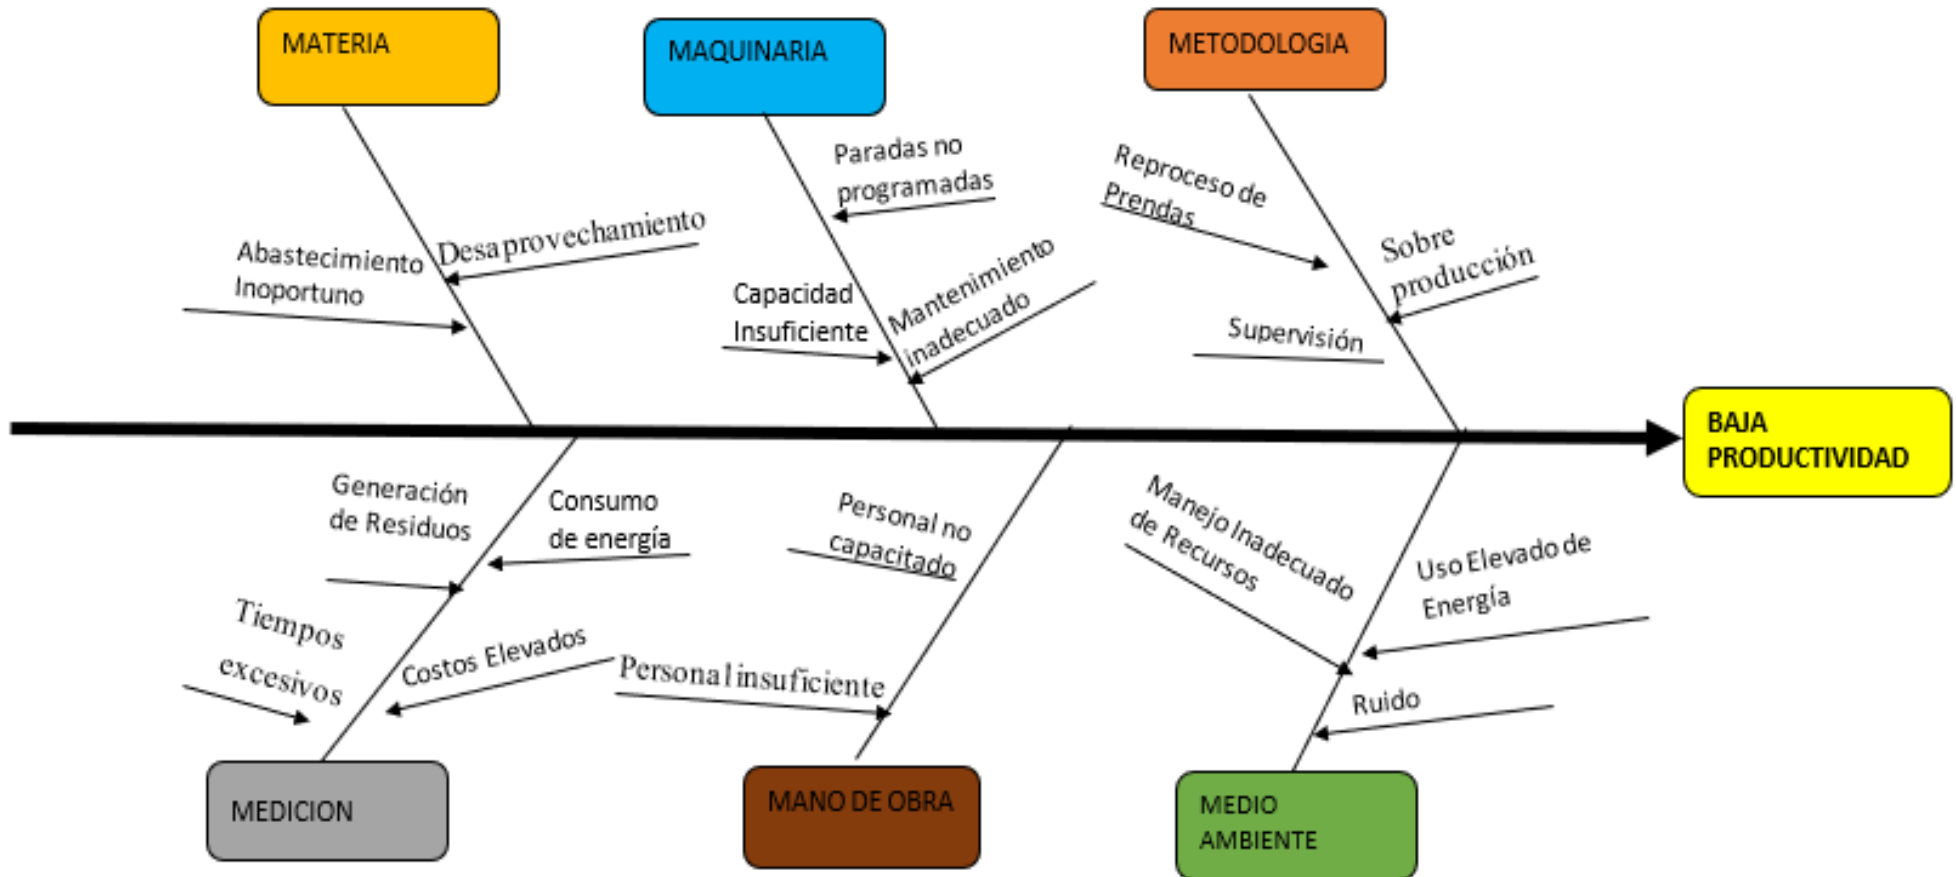 MATERIA
MAQUINARIA
METODOLOGIA
Abastecimiento
Inoportuno
Desaprovechamiento
Paradas no
programadas
Capacidad
Insuficiente
Mantenimiento
inadecuado
Reproceso de
Prendas
Sobre
producción
Supervisión
BAJA
PRODUCTIVIDAD
Generación
de Residuos
Consumo
de energía
Tiempos
excesivos
Costos Elevados
Personal no
capacitado
Personal insuficiente
Manejo Inadecuado
de Recursos
Uso Elevado de
Energía
Ruido
MEDICION
MANO DE OBRA
MEDIO
AMBIENTE